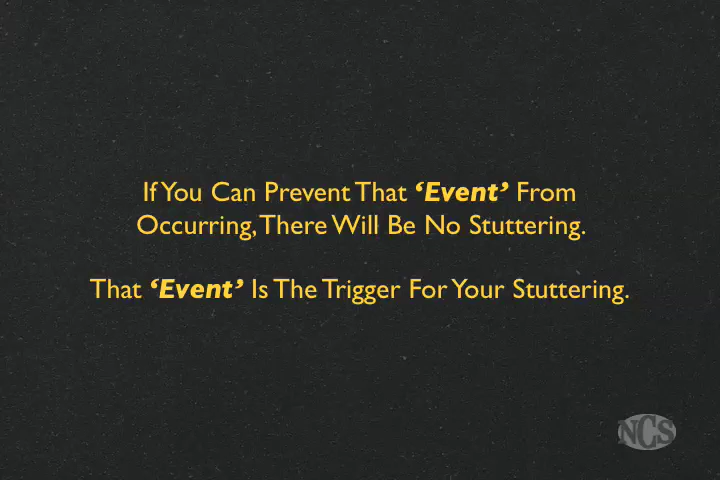 If You Can Prevent That ‘Event’ From
Occurring, There Will Be No Stuttering.
That ‘Event’ Is The Trigger For Your Stuttering.
NCS